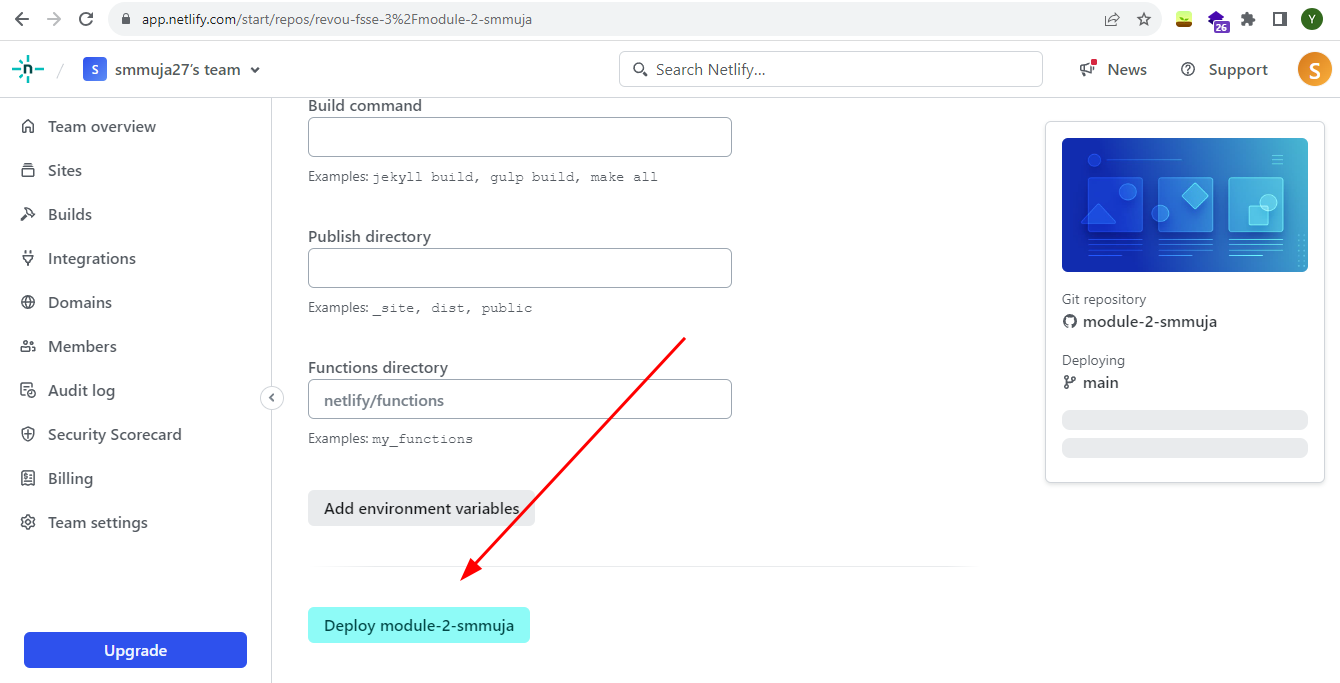 app.netlify.com/start/repos/revou-fsse-3%2Fmodule-2-smmuja
26
Y
n / S smmuja27's team
Search Netlify...
News
Support
S
Team overview
Sites
Builds
Integrations
Domains
Members
Audit log
Security Scorecard
Billing
Team settings
Upgrade
Build command
Examples: jekyll build, gulp build, make all
Publish directory
Examples: _site, dist, public
Functions directory
netlify/functions
Examples: my_functions
Add environment variables
Deploy module-2-smmuja
Git repository
module-2-smmuja
Deploying
main